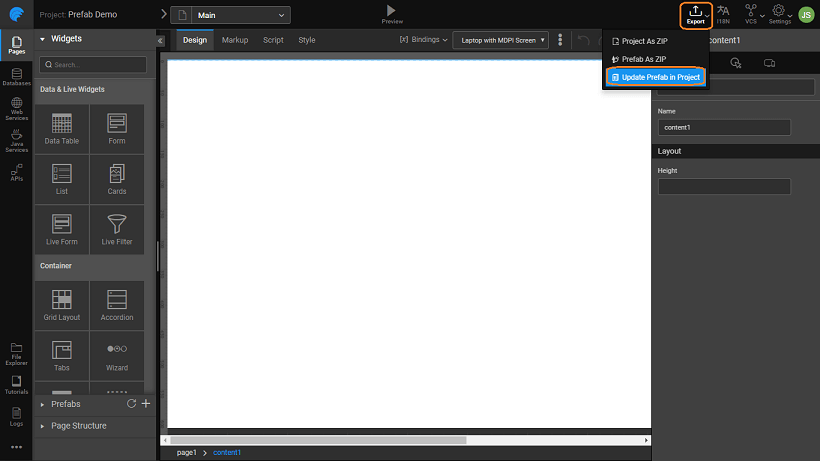 Project: Prefab Demo
Main
Preview
Export
I18N
VCS
Settings
JS
Pages
Databases
Web
Services
Java
Services
APIs
File
Explorer
Tutorials
Logs
Widgets
Search...
Data & Live Widgets
Data Table
Form
List
Cards
Live Form
Live Filter
Container
Grid Layout
Accordion
Tabs
Wizard
Prefabs
Page Structure
Design
Markup
Script
Style
[x] Bindings
Laptop with MDPI Screen
Project As ZIP
Prefab As ZIP
Update Prefab in Project
content1
Name
content1
Layout
Height
page1
content1